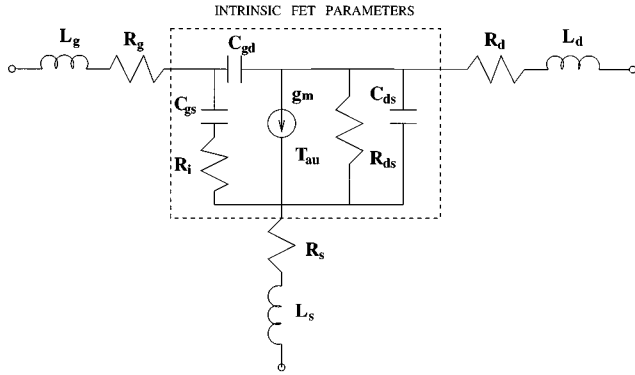 INTRINSIC FET PARAMETERS
Lg
Rg
Cgd
Rd
Ld
Cgs
gm
Cds
Ri
Tau
Rds
Rs
Ls